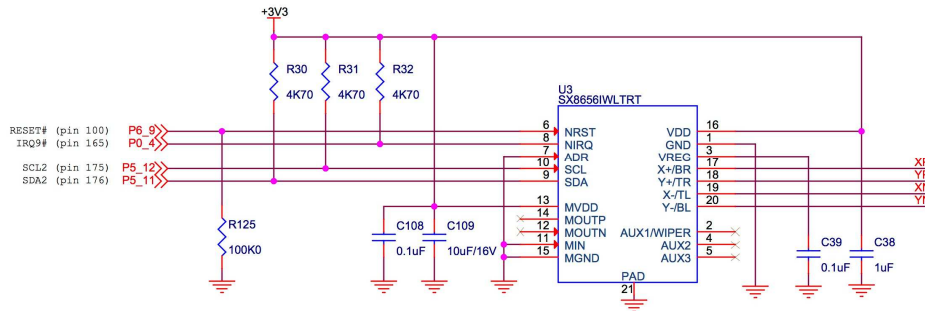 +3V3
R30
R31
R32
4K70
4K70
4K70
U3
SX8656IWLTRT
RESET# (pin 100) P6_9
6 NRST
VDD 16
IRQ9# (pin 165) P0_4
8 NIRQ
GND 1
7 ADR
VREG 3
SCL2 (pin 175) P5_12
10 SCL
X+/BR 17
SDA2 (pin 176) P5_11
9 SDA
Y+/TR 18
X-/TL 19
Y-/BL 20
13 MVDD
14 MOUTP
12 MOUTN
AUX1/WIPER 2
11 MIN
AUX2 4
15 MGND
AUX3 5
PAD
21
R125
100K0
C108
0.1uF
C109
10uF/16V
C39
0.1uF
C38
1uF